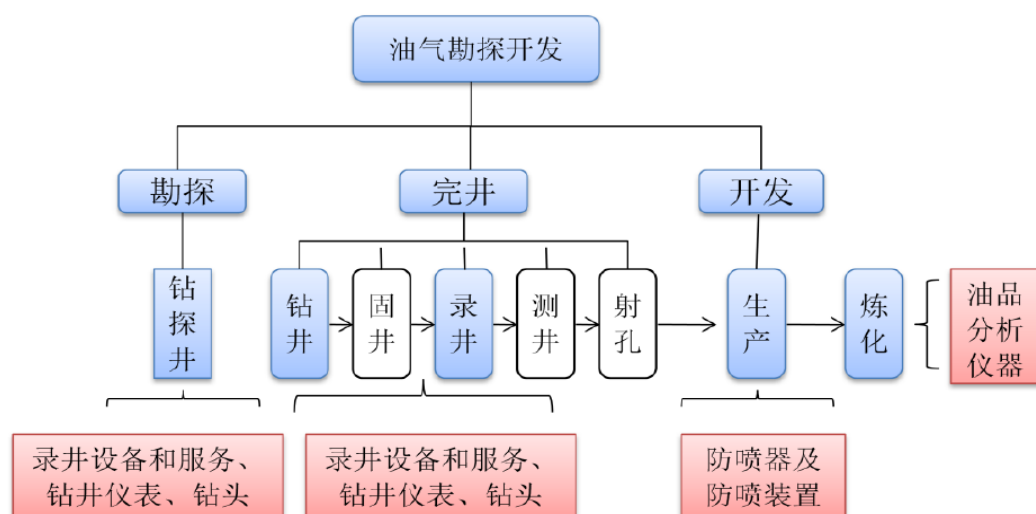 油气勘探开发
勘探
完井
开发
钻探井
钻井
固井
录井
测井
射孔
生产
炼化
油品
分析
仪器
录井设备和服务、
钻井仪表、钻头
录井设备和服务、
钻井仪表、钻头
防喷器及
防喷装置